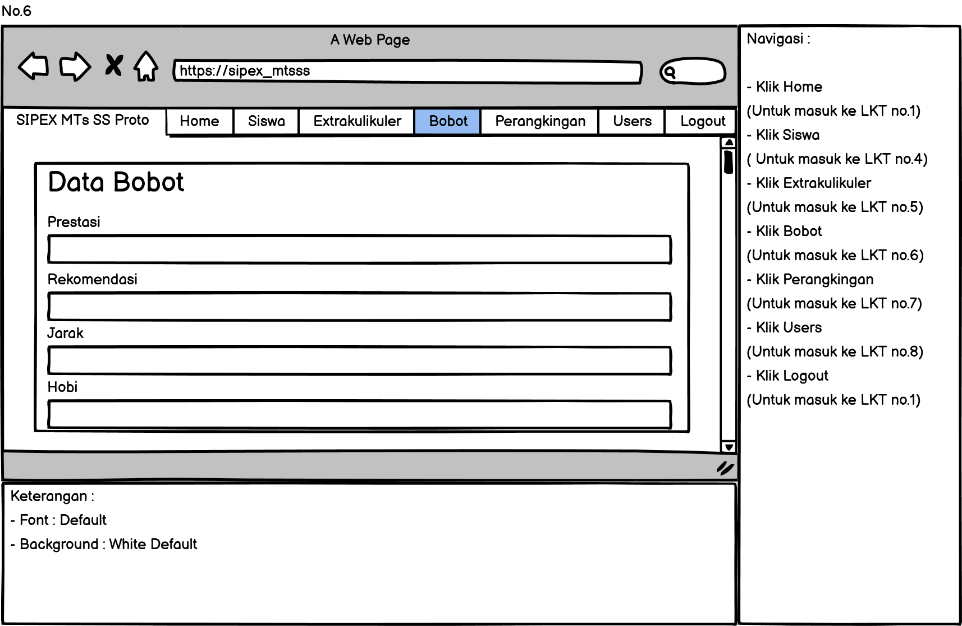 No.6
A Web Page
https://sipex_mtsss
SIPEX MTs SS Proto
Home
Siswa
Extrakulikuler
Bobot
Perangkingan
Users
Logout
Data Bobot
Prestasi
Rekomendasi
Jarak
Hobi
Navigasi :
- Klik Home
(Untuk masuk ke LKT no.1)
- Klik Siswa
( Untuk masuk ke LKT no.4)
- Klik Extrakulikuler
(Untuk masuk ke LKT no.5)
- Klik Bobot
(Untuk masuk ke LKT no.6)
- Klik Perangkingan
(Untuk masuk ke LKT no.7)
- Klik Users
(Untuk masuk ke LKT no.8)
- Klik Logout
(Untuk masuk ke LKT no.1)
Keterangan :
- Font : Default
- Background : White Default